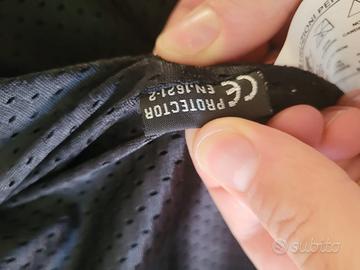 PROTECTOR
EN.1621-2
CE
subito